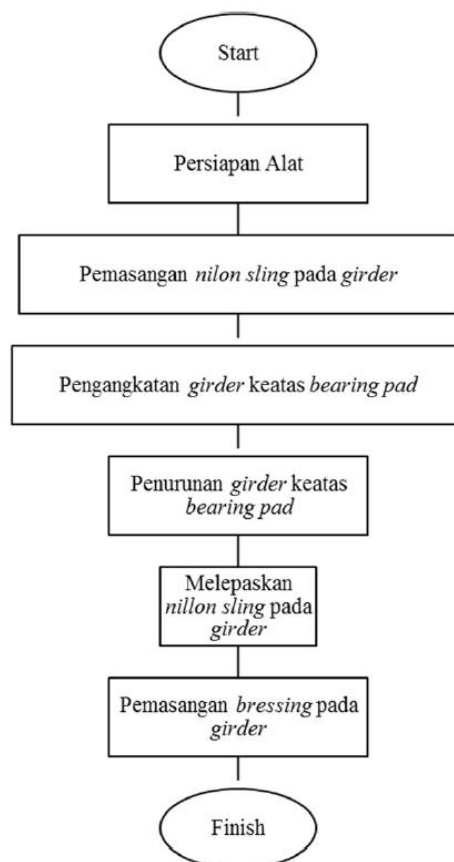 Start
Persiapan Alat
Pemasangan nilon sling pada girder
Pengangkatan girder keatas bearing pad
Penurunan girder keatas
bearing pad
Melepaskan
nillon sling pada
girder
Pemasangan bressing pada
girder
Finish